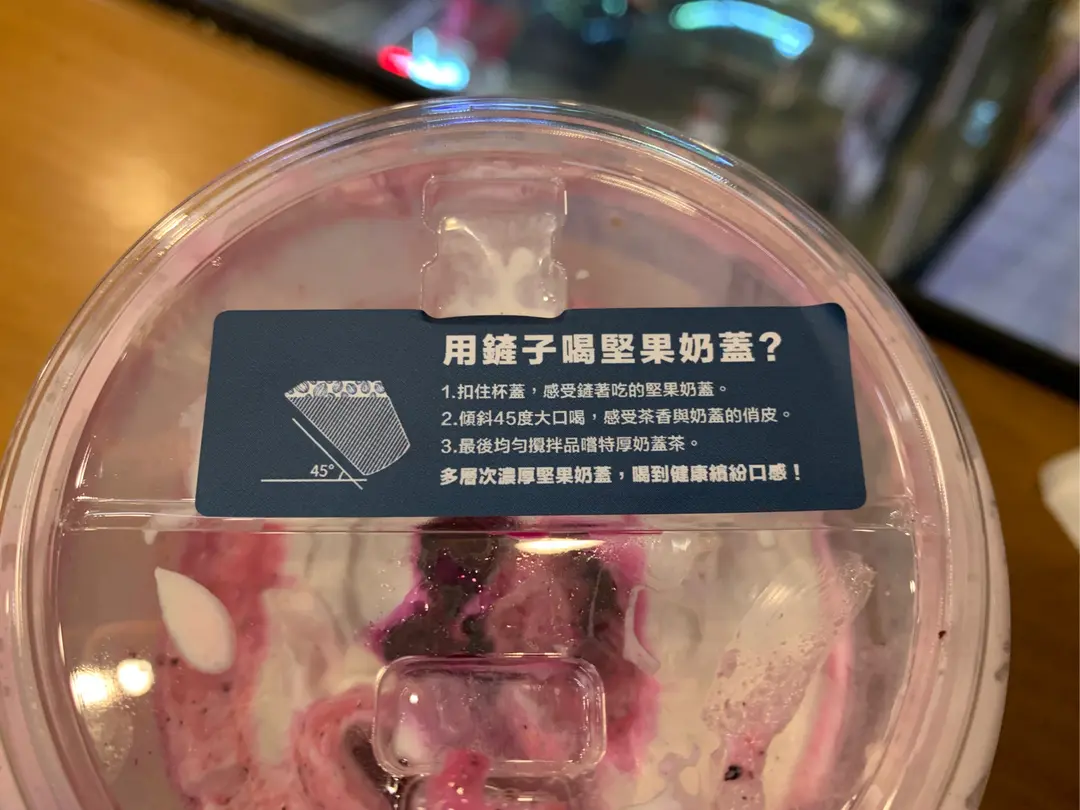 用鏟子喝堅果奶蓋?
1.扣住杯蓋，感受鏟著吃的堅果奶蓋。
2.傾斜45度大口喝，感受茶香與奶蓋的俏皮。
3.最後均勻攪拌品嚐特厚奶蓋茶。
多層次濃厚堅果奶蓋，喝到健康繽紛口感！
45°